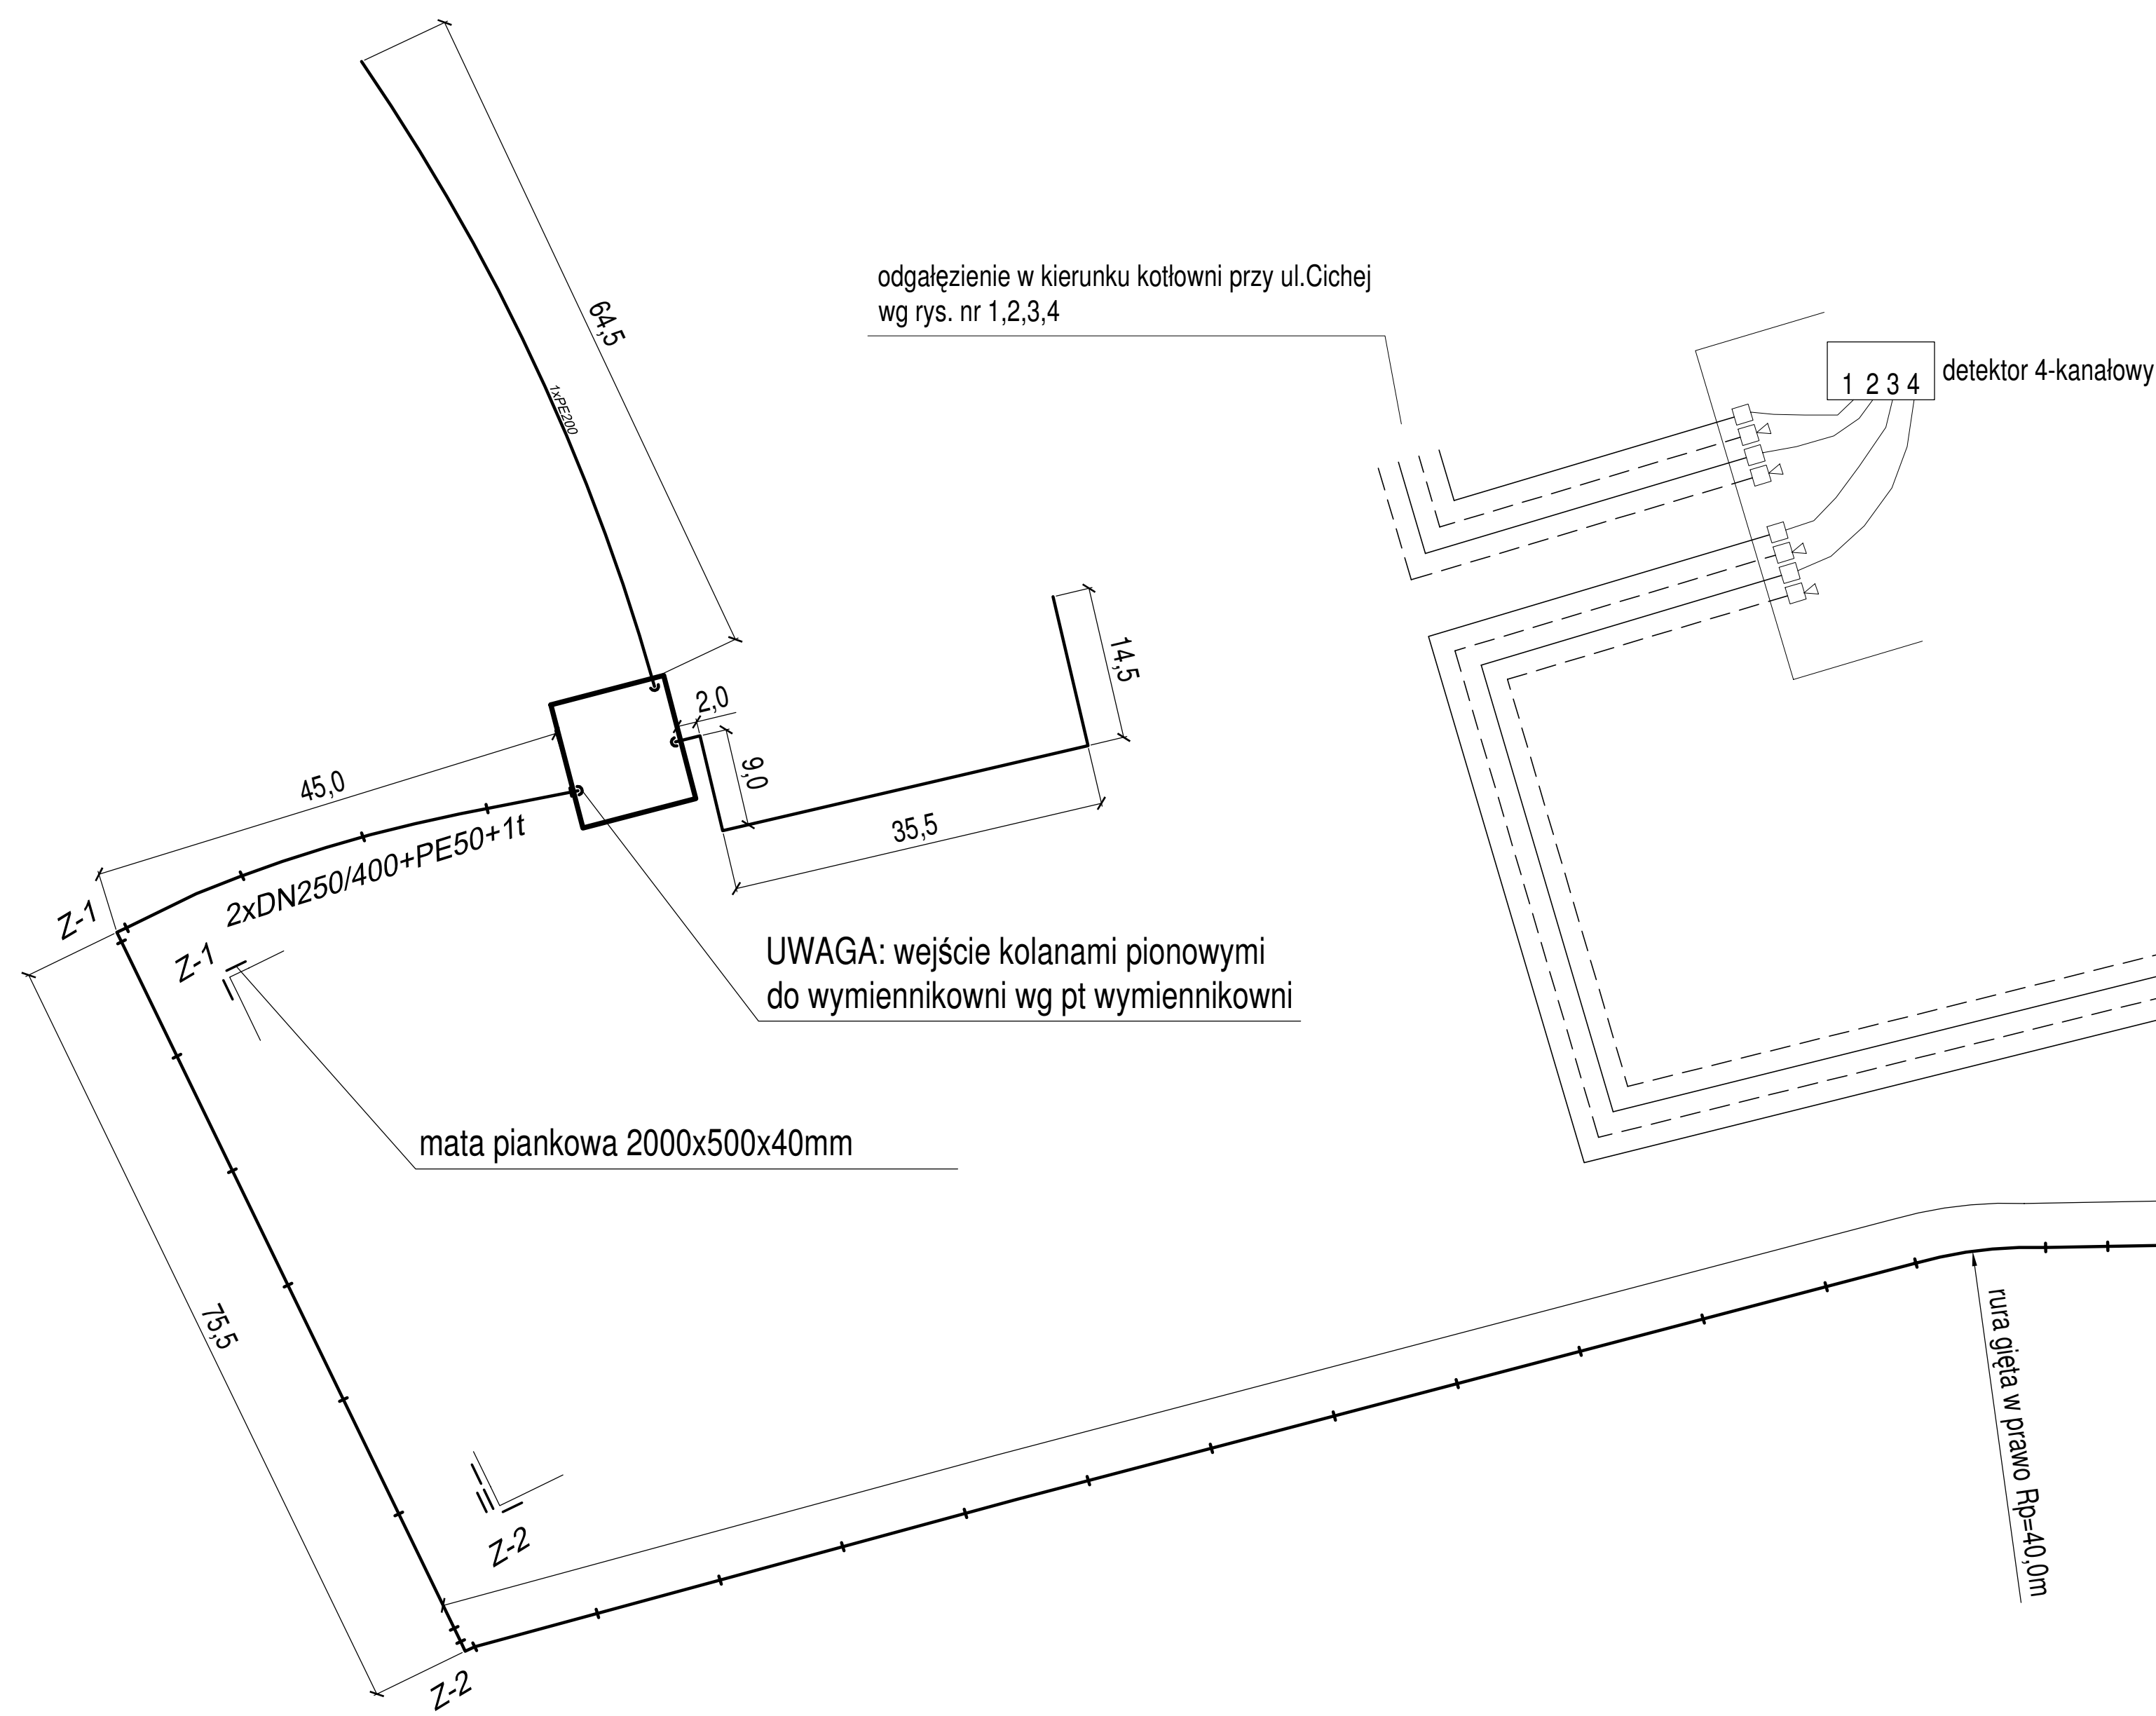 64,5
1xPE200
odgałęzienie w kierunku kotłowni przy ul.Cichej
wg rys. nr 1,2,3,4
1 2 3 4
detektor 4-kanałowy
14,5
2,0
9,0
35,5
45,0
2xDN250/400+PE50+1t
Z-1
Z-1
UWAGA: wejście kolanami pionowymi
do wymiennikowni wg pt wymiennikowni
mata piankowa 2000x500x40mm
75,5
rura gięta w prawo Rp=40,0m
Z-2
Z-2